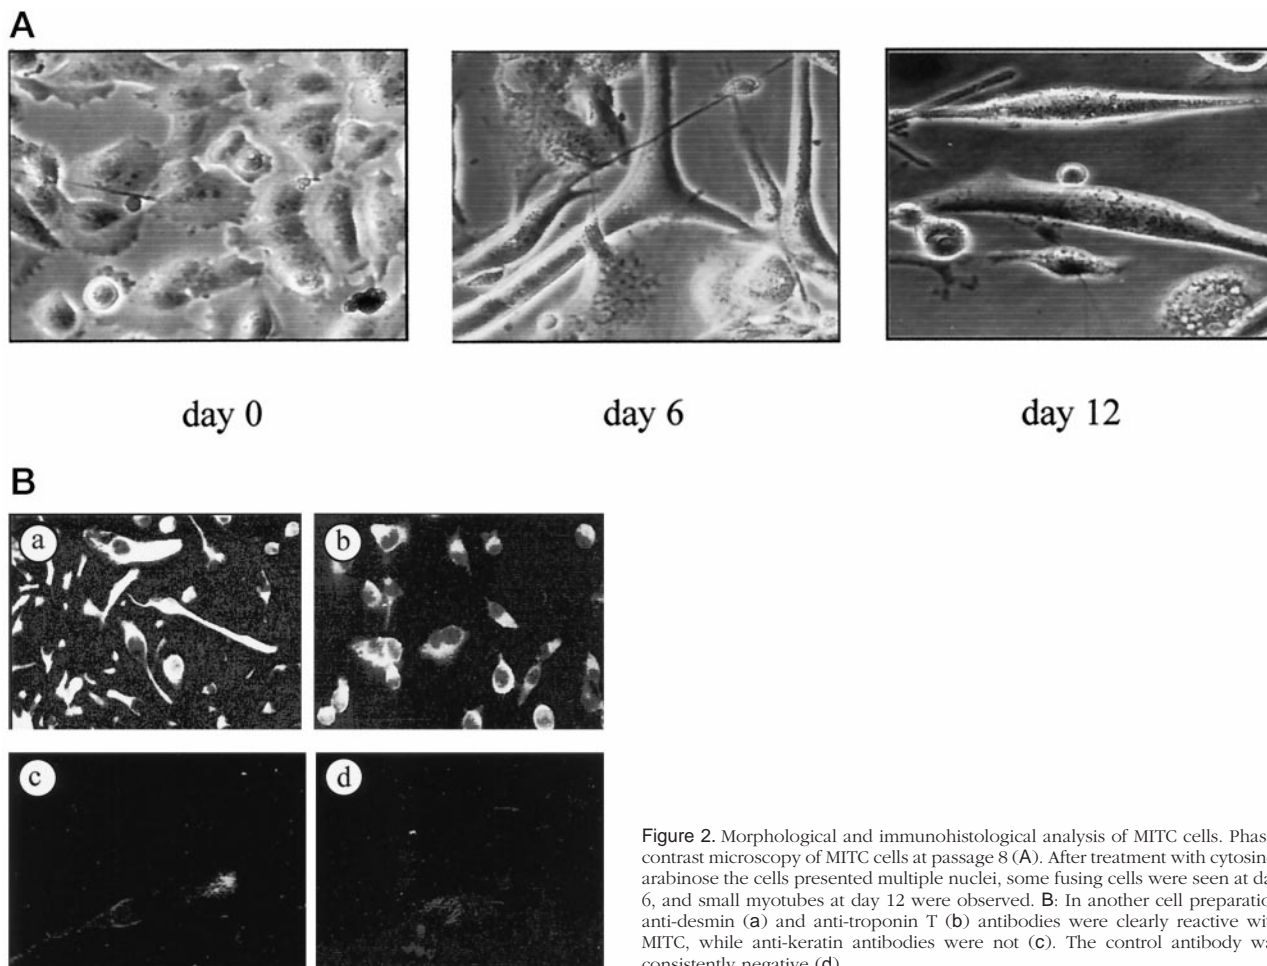 A
day 0
day 6
day 12
B
a
b
c
d
Figure 2. Morphological and immunohistological analysis of MITC cells. Phas
contrast microscopy of MITC cells at passage 8 (A). After treatment with cytosin
arabinose the cells presented multiple nuclei, some fusing cells were seen at da
6, and small myotubes at day 12 were observed. B: In another cell preparatio
anti-desmin (a) and anti-troponin T (b) antibodies were clearly reactive wit
MITC, while anti-keratin antibodies were not (c). The control antibody wa
consistently negative (d).